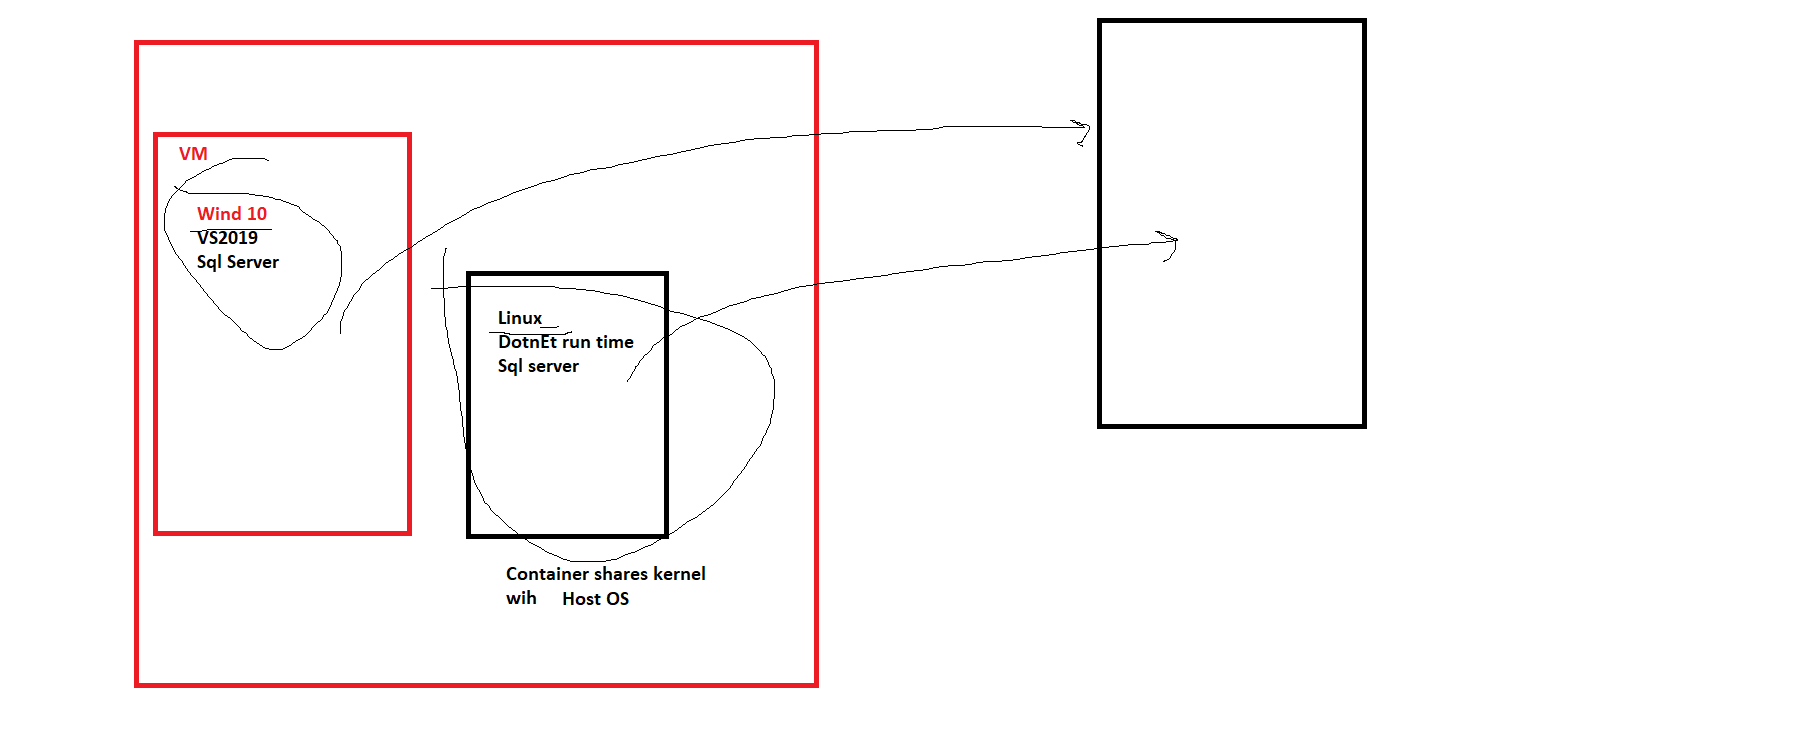 VM
Wind 10
VS2019
Sql Server
Linux
DotnEt run time
Sql server
Container shares kernel
wih Host OS